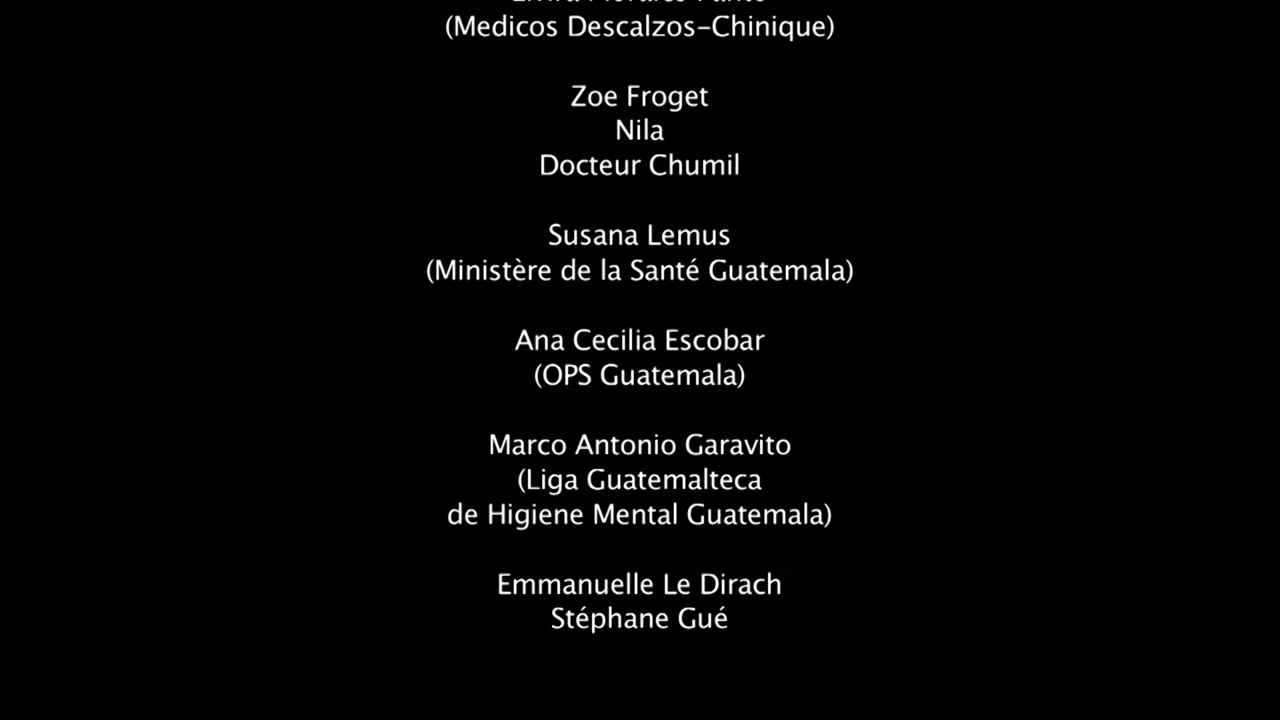 (Medicos Descalzos-Chinique)
Zoe Froget
Nila
Docteur Chumil
Susana Lemus
(Ministère de la Santé Guatemala)
Ana Cecilia Escobar
(OPS Guatemala)
Marco Antonio Garavito
(Liga Guatemalteca
de Higiene Mental Guatemala)
Emmanuelle Le Dirach
Stéphane Gué